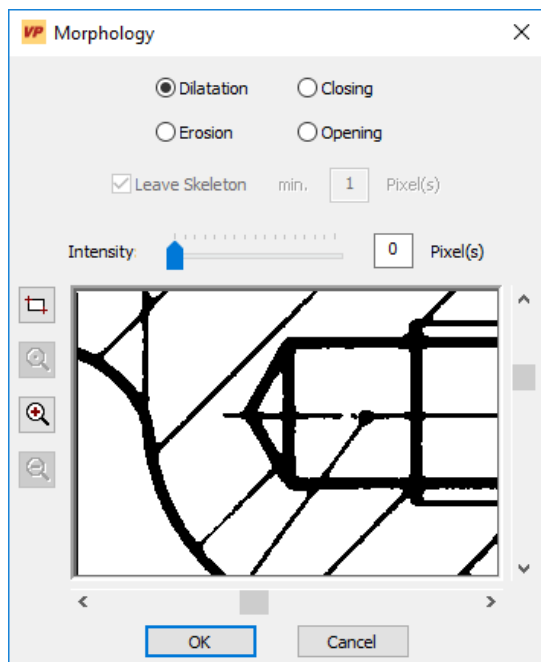 VP Morphology
Dilatation Closing
Erosion Opening
Leave Skeleton min. 1 Pixel(s)
Intensity: 0 Pixel(s)
OK Cancel